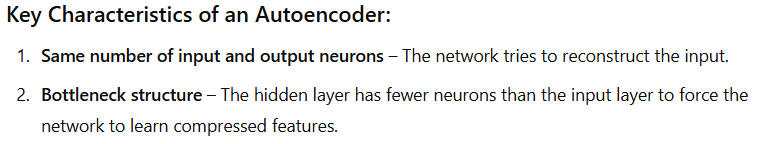 Key Characteristics of an Autoencoder:
1. Same number of input and output neurons – The network tries to reconstruct the input.
2. Bottleneck structure – The hidden layer has fewer neurons than the input layer to force the
network to learn compressed features.